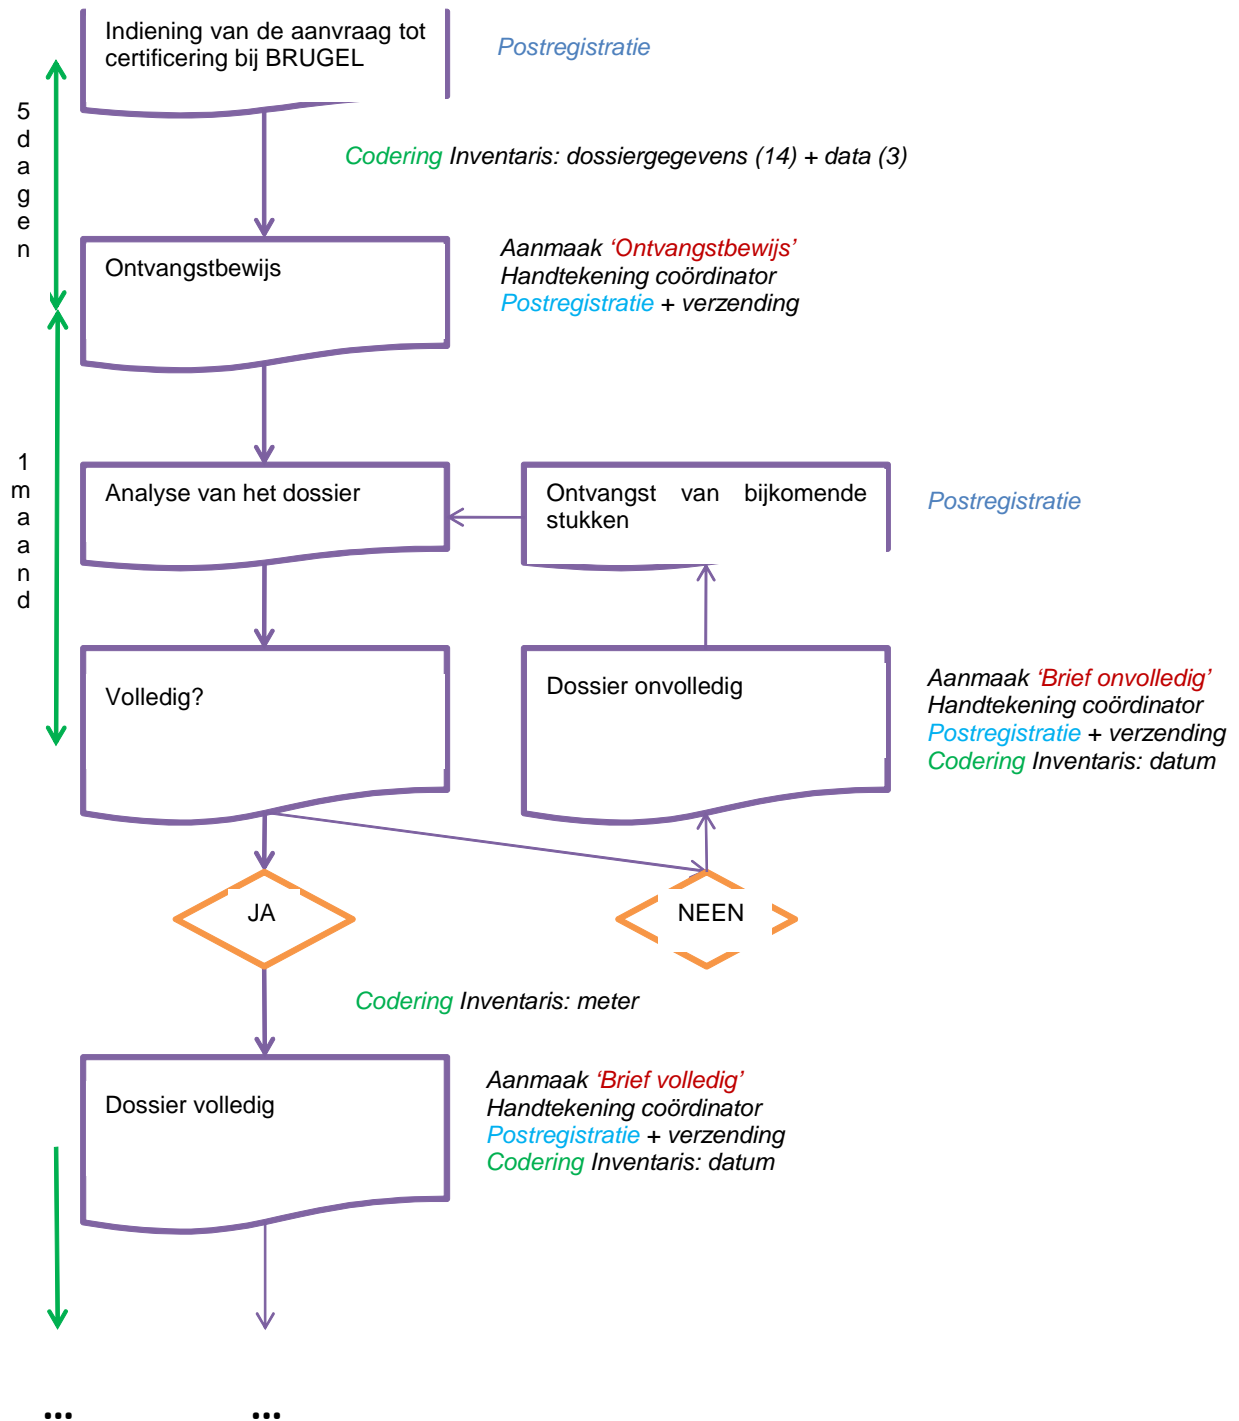 Indiening van de aanvraag tot
certificering bij BRUGEL
Postregistratie
5
d
a
g
e
n
Codering Inventaris: dossiergegevens (14) + data (3)
Ontvangstbewijs
Aanmaak ‘Ontvangstbewijs’
Handtekening coördinator
Postregistratie + verzending
1
m
a
a
n
d
Analyse van het dossier
Ontvangst van bijkomende
stukken
Postregistratie
Volledig?
Dossier onvolledig
Aanmaak ‘Brief onvolledig’
Handtekening coördinator
Postregistratie + verzending
Codering Inventaris: datum
JA
NEEN
Codering Inventaris: meter
Dossier volledig
Aanmaak ‘Brief volledig’
Handtekening coördinator
Postregistratie + verzending
Codering Inventaris: datum
... ...